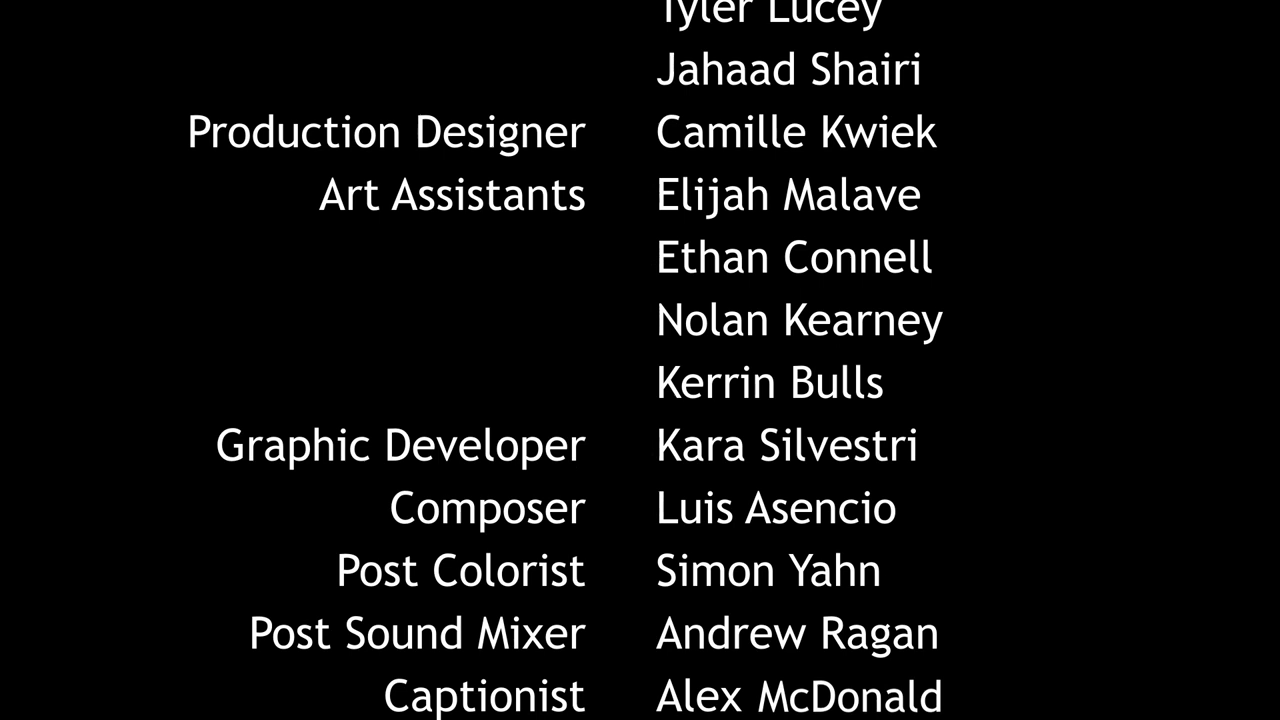 Tyler Lucey
Jahaad Shairi
Production Designer Camille Kwiek
Art Assistants Elijah Malave
Ethan Connell
Nolan Kearney
Kerrin Bulls
Graphic Developer Kara Silvestri
Composer Luis Asencio
Post Colorist Simon Yahn
Post Sound Mixer Andrew Ragan
Captionist Alex McDonald